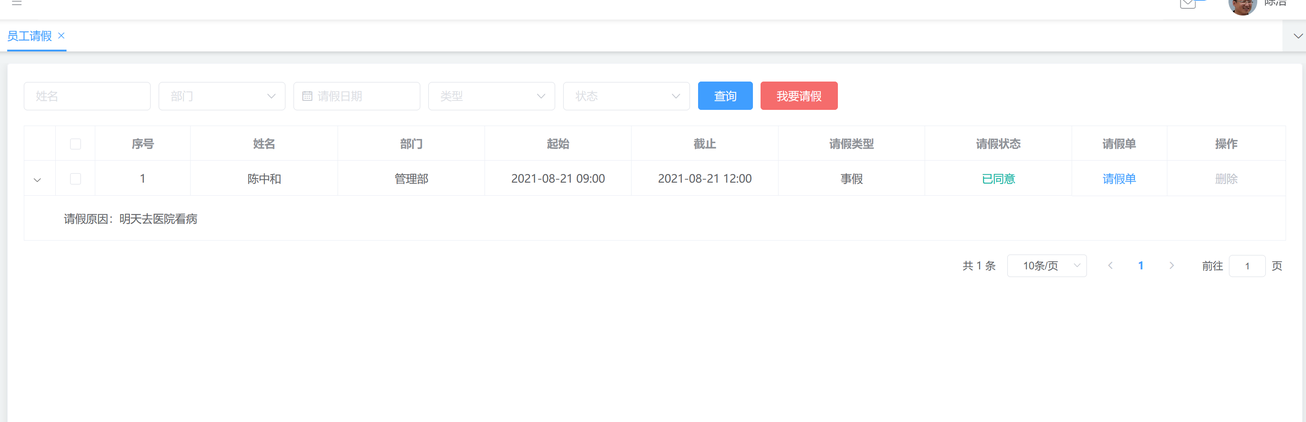 员工请假
姓名 部门 请假日期 类型 状态 查询 我要请假
序号 姓名 部门 起始 截止 请假类型 请假状态 请假单 操作
1 陈中和 管理部 2021-08-21 09:00 2021-08-21 12:00 事假 已同意 请假单 删除
请假原因：明天去医院看病
共 1 条 10条/页 1 前往 1 页